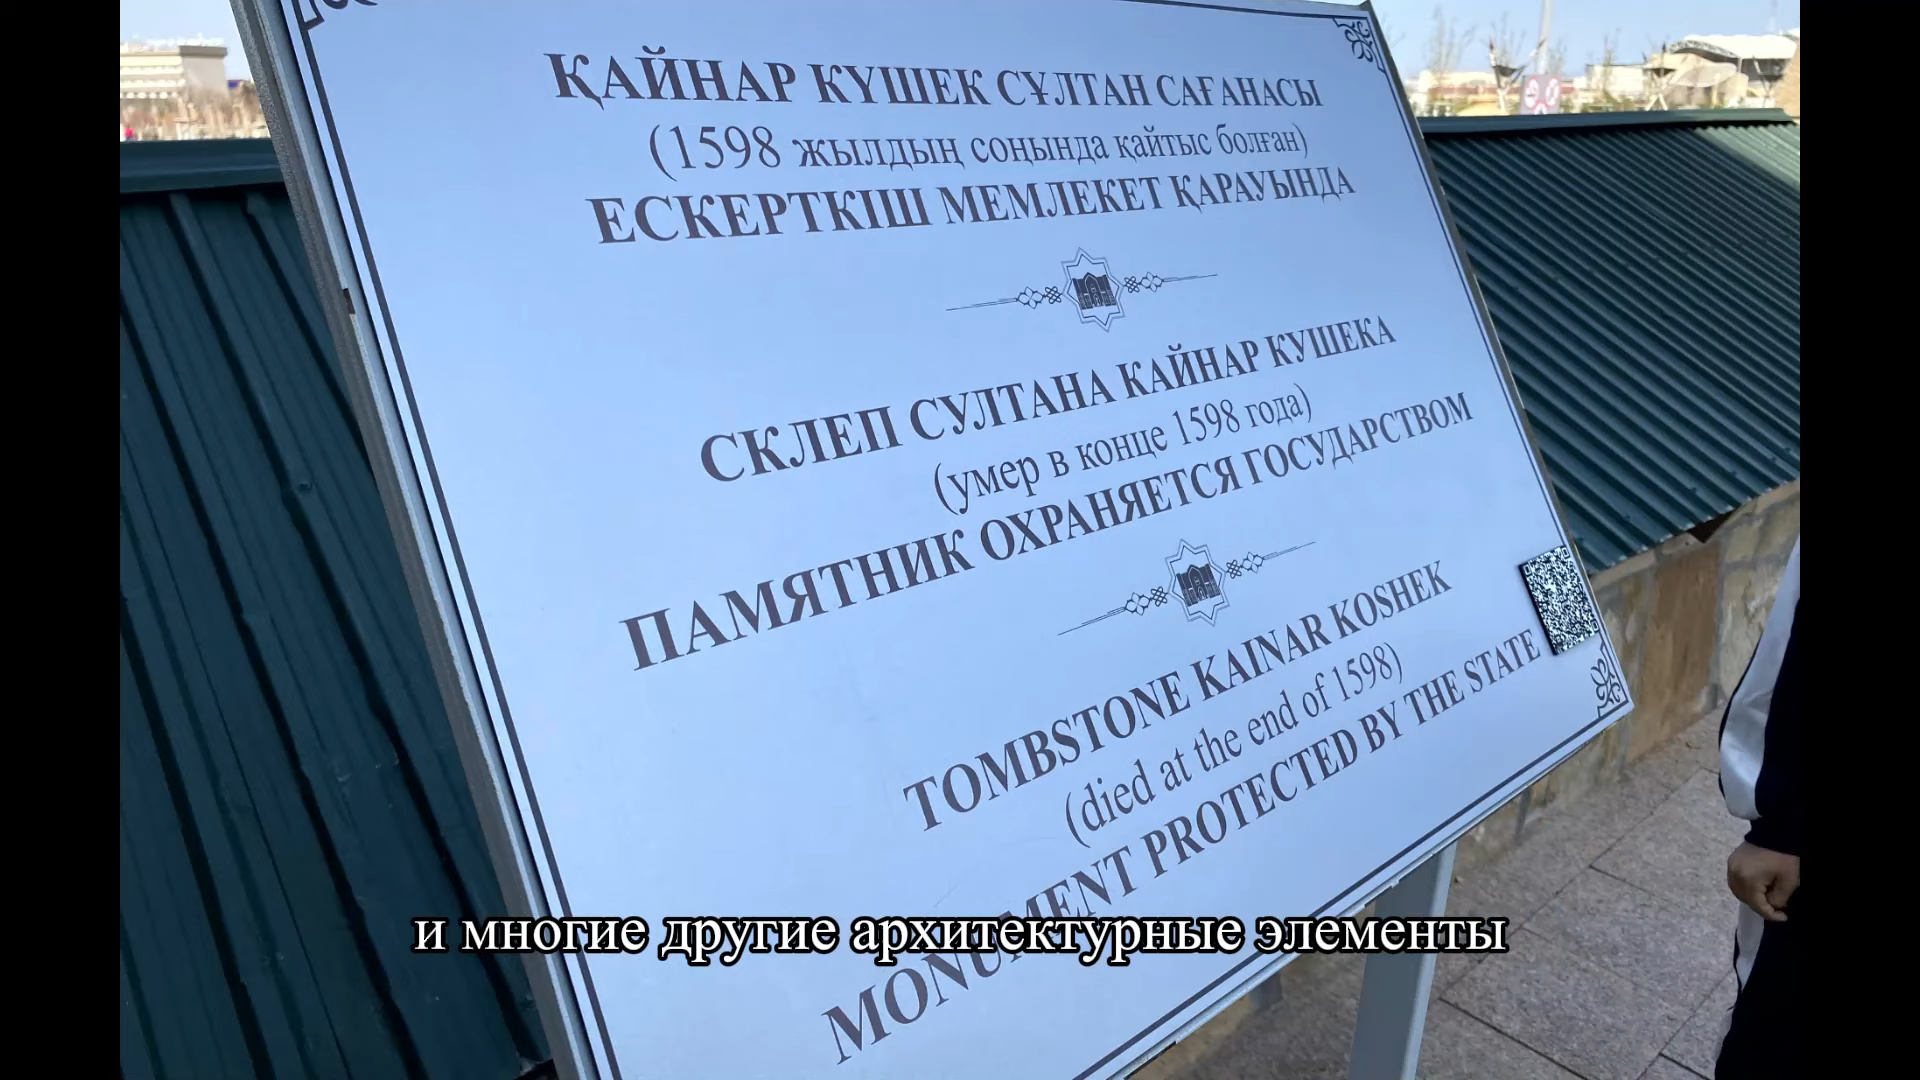 ҚАЙНАР КҮШЕК СҰЛТАН САҒАНАСЫ
(1598 жылдың соңында қайтыс болған)
ЕСКЕРТКІШ МЕМЛЕКЕТ ҚАРАУЫНДА
СКЛЕП СУЛТАНА КАЙНАР КУШЕКА
(умер в конце 1598 года)
ПАМЯТНИК ОХРАНЯЕТСЯ ГОСУДАРСТВОМ
TOMBSTONE KAINAR KOSHEK
(died at the end of 1598)
MONUMENT PROTECTED BY THE STATE
и многие другие архитектурные элементы